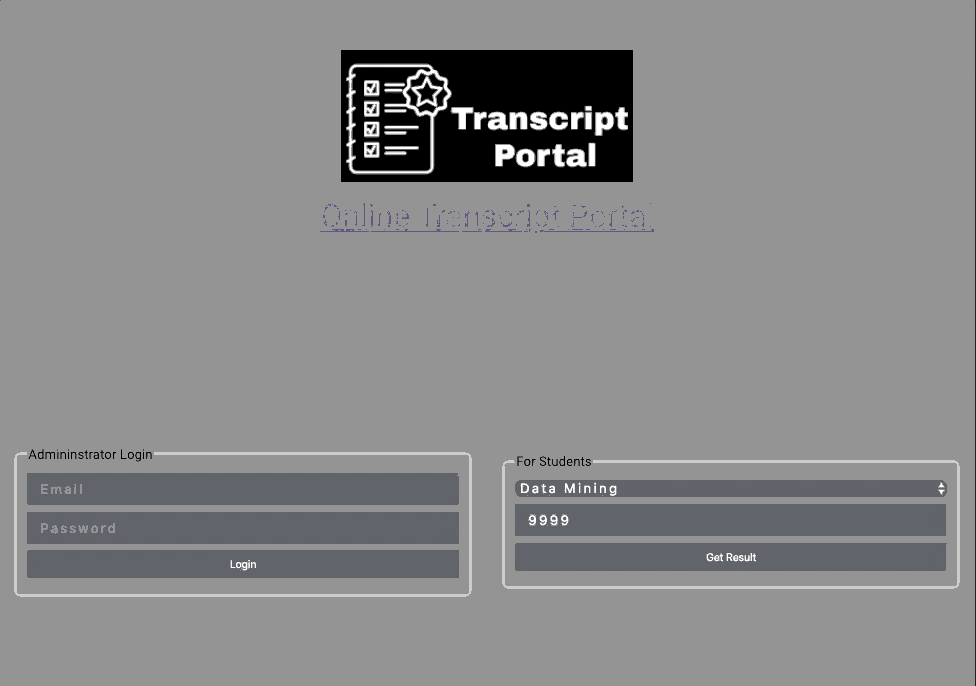 Transcript
Portal
Online Transcript Portal
Admininstrator Login
Email
Password
Login
For Students
Data Mining
9999
Get Result